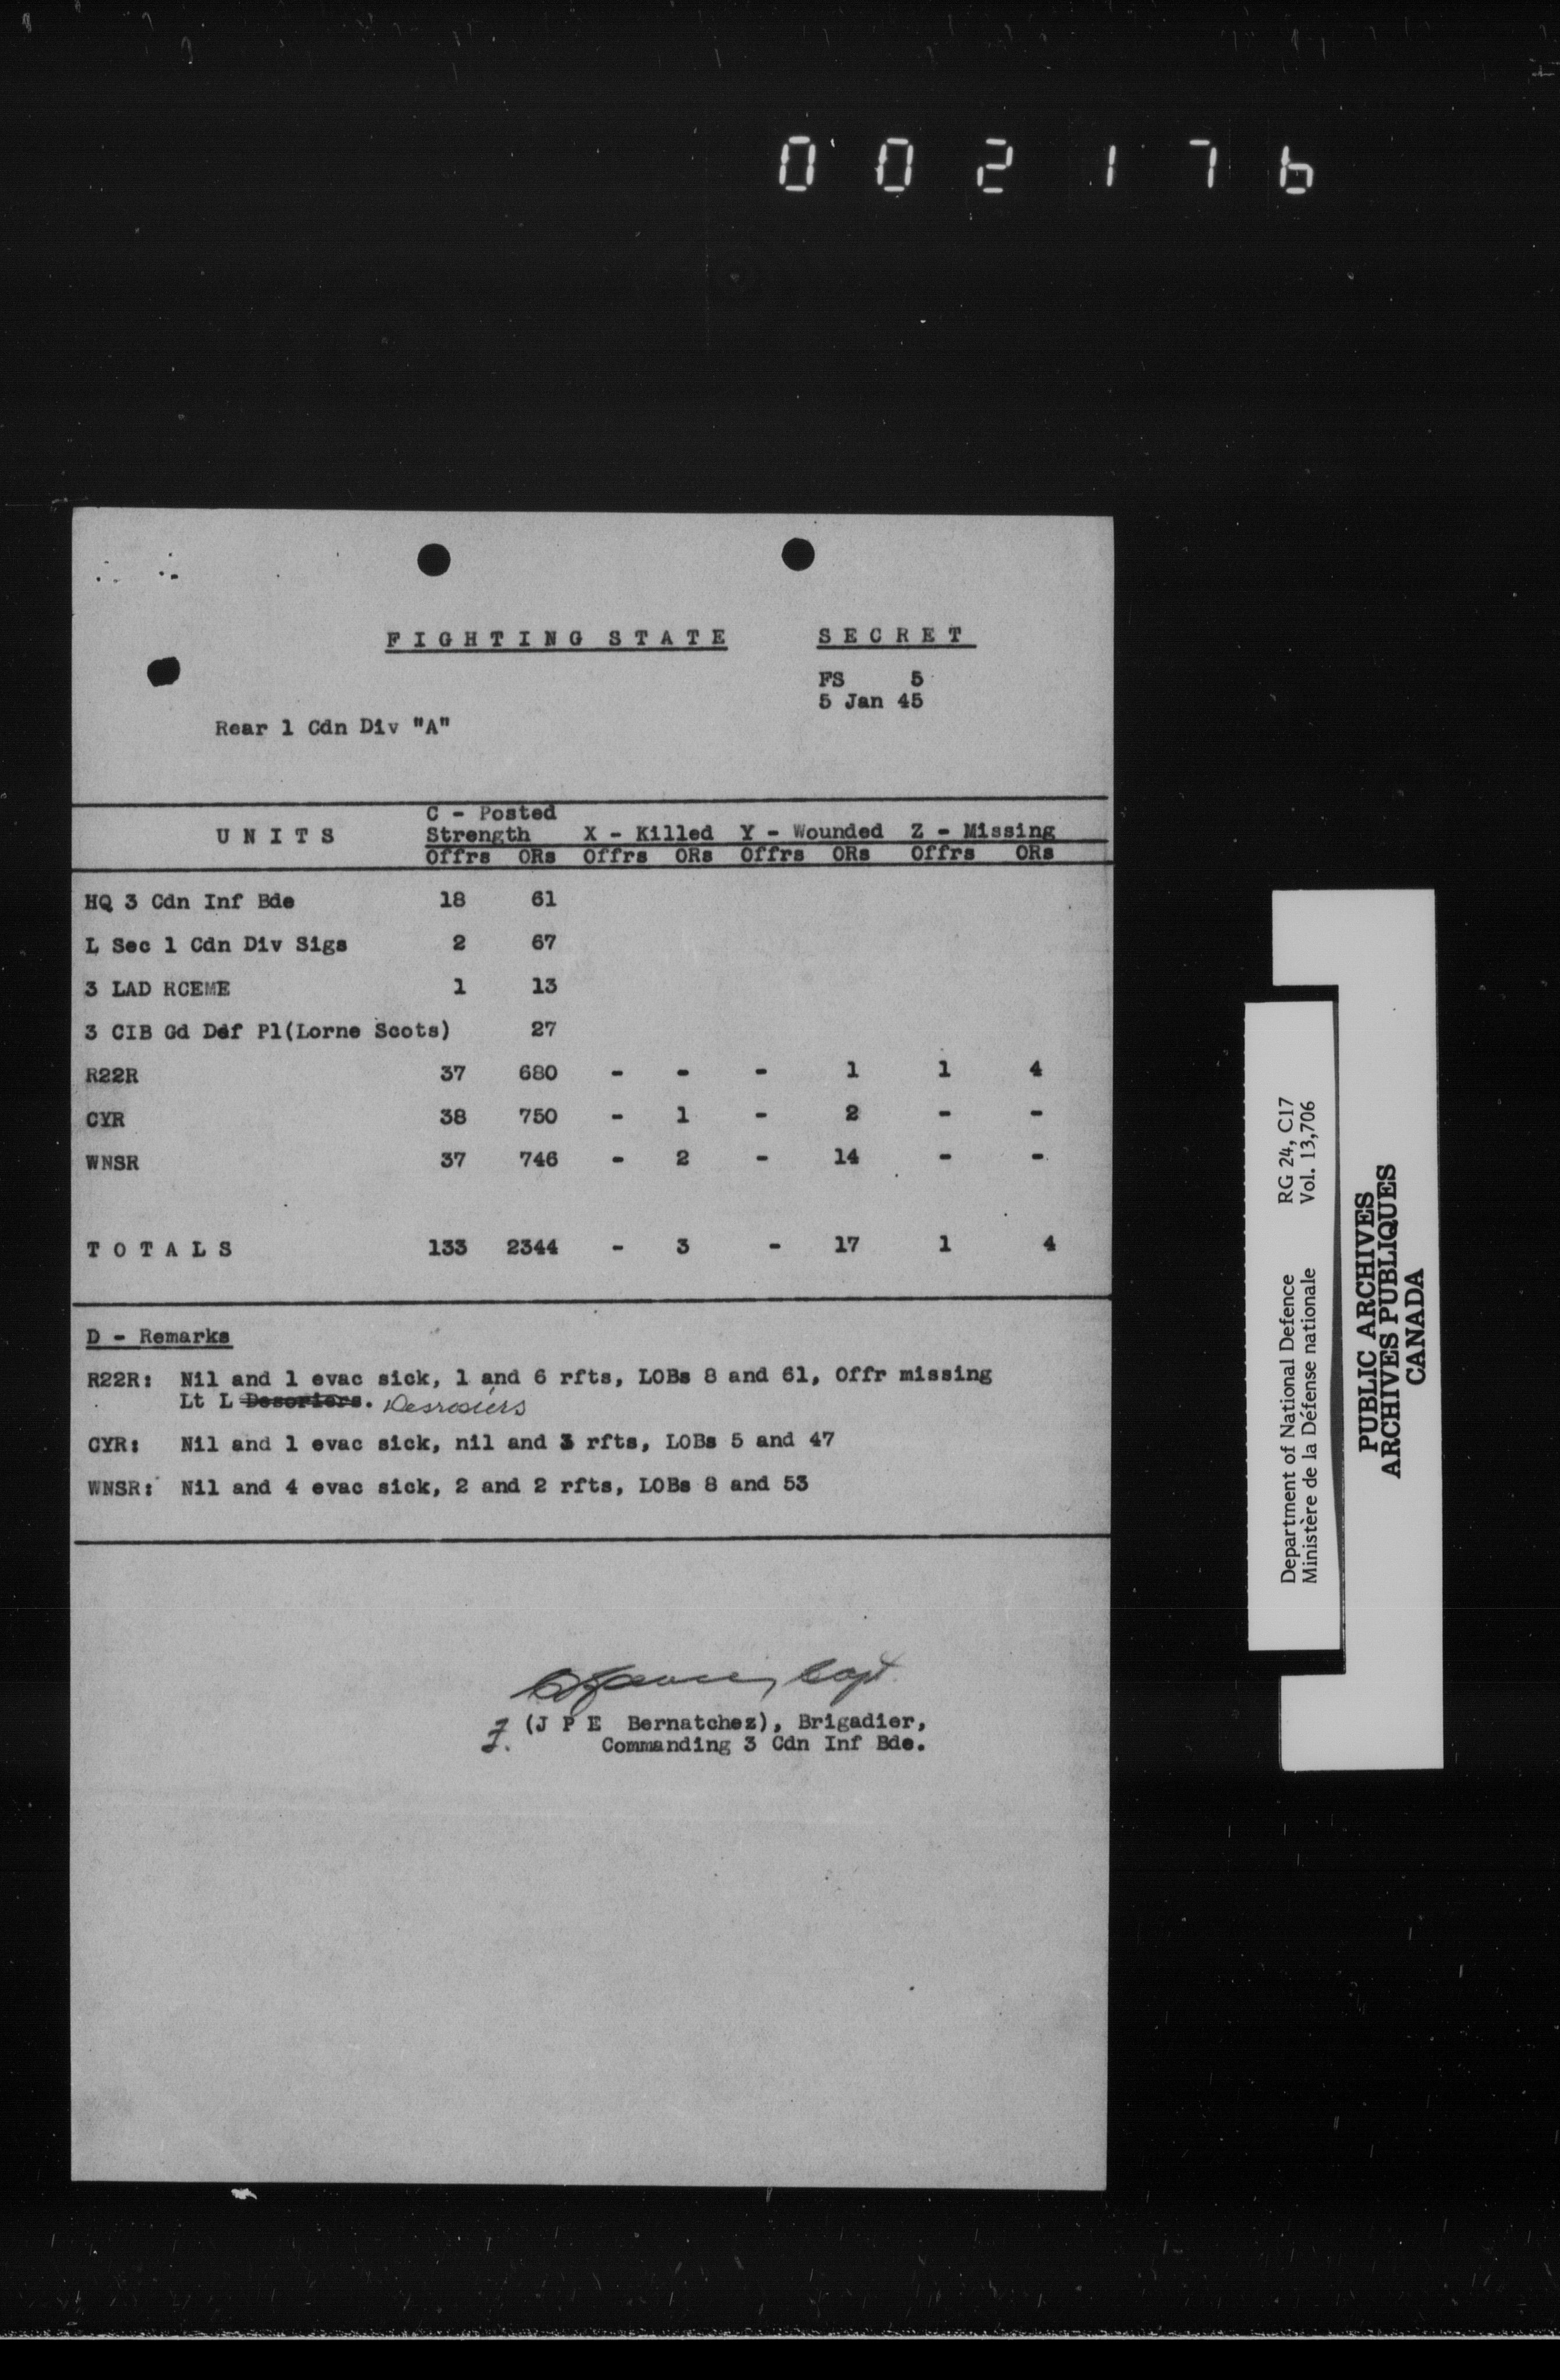 002176
FIGHTING STATE SECRET
FS 5
5 Jan 45
Rear 1 Cdn Div "A"
UNITS C - Posted Strength X - Killed Y - Wounded Z - Missing
Offrs ORs Offrs ORs Offrs ORs Offrs ORs
HQ 3 Cdn Inf Bde 18 61
L Sec 1 Cdn Div Sigs 2 67
3 LAD RCEME 1 13
3 CIB Gd Def Pl(Lorne Scots) 27
R22R 37 680 - - - 1 1 4
CYR 38 750 - 1 - 2 - -
WNSR 37 746 - 2 - 14 - -
TOTALS 133 2344 - 3 - 17 1 4
D - Remarks
R22R: Nil and 1 evac sick, 1 and 6 rfts, LOBs 8 and 61, Offr missing
Lt L Desoriers. Desrosiers
CYR: Nil and 1 evac sick, nil and 3 rfts, LOBs 5 and 47
WNSR: Nil and 4 evac sick, 2 and 2 rfts, LOBs 8 and 53
Capt.
(J P E Bernatchez), Brigadier,
Commanding 3 Cdn Inf Bde.
Department of National Defence RG 24, C17
Ministère de la Défense nationale Vol. 13,706
PUBLIC ARCHIVES
ARCHIVES PUBLIQUES
CANADA